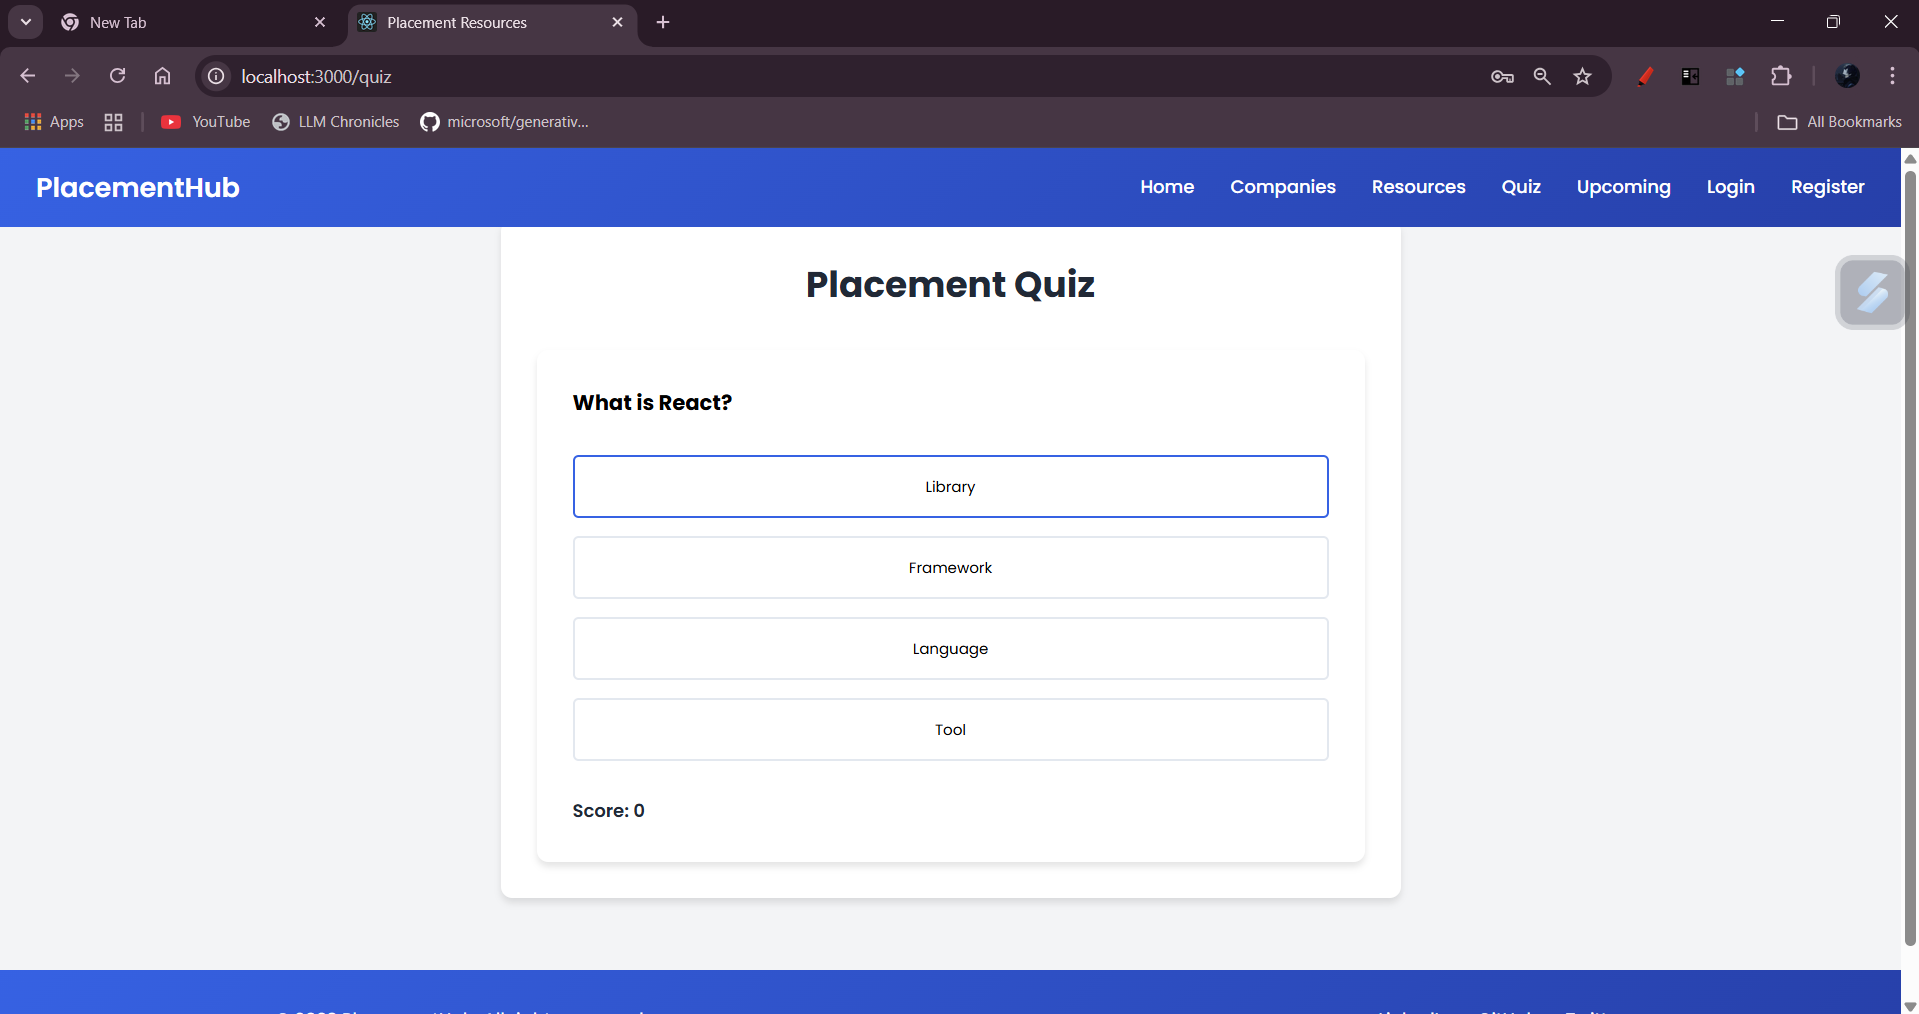 New Tab
Placement Resources
localhost:3000/quiz
Apps
YouTube
LLM Chronicles
microsoft/generativ...
All Bookmarks
PlacementHub
Home
Companies
Resources
Quiz
Upcoming
Login
Register
Placement Quiz
What is React?
Library
Framework
Language
Tool
Score: 0